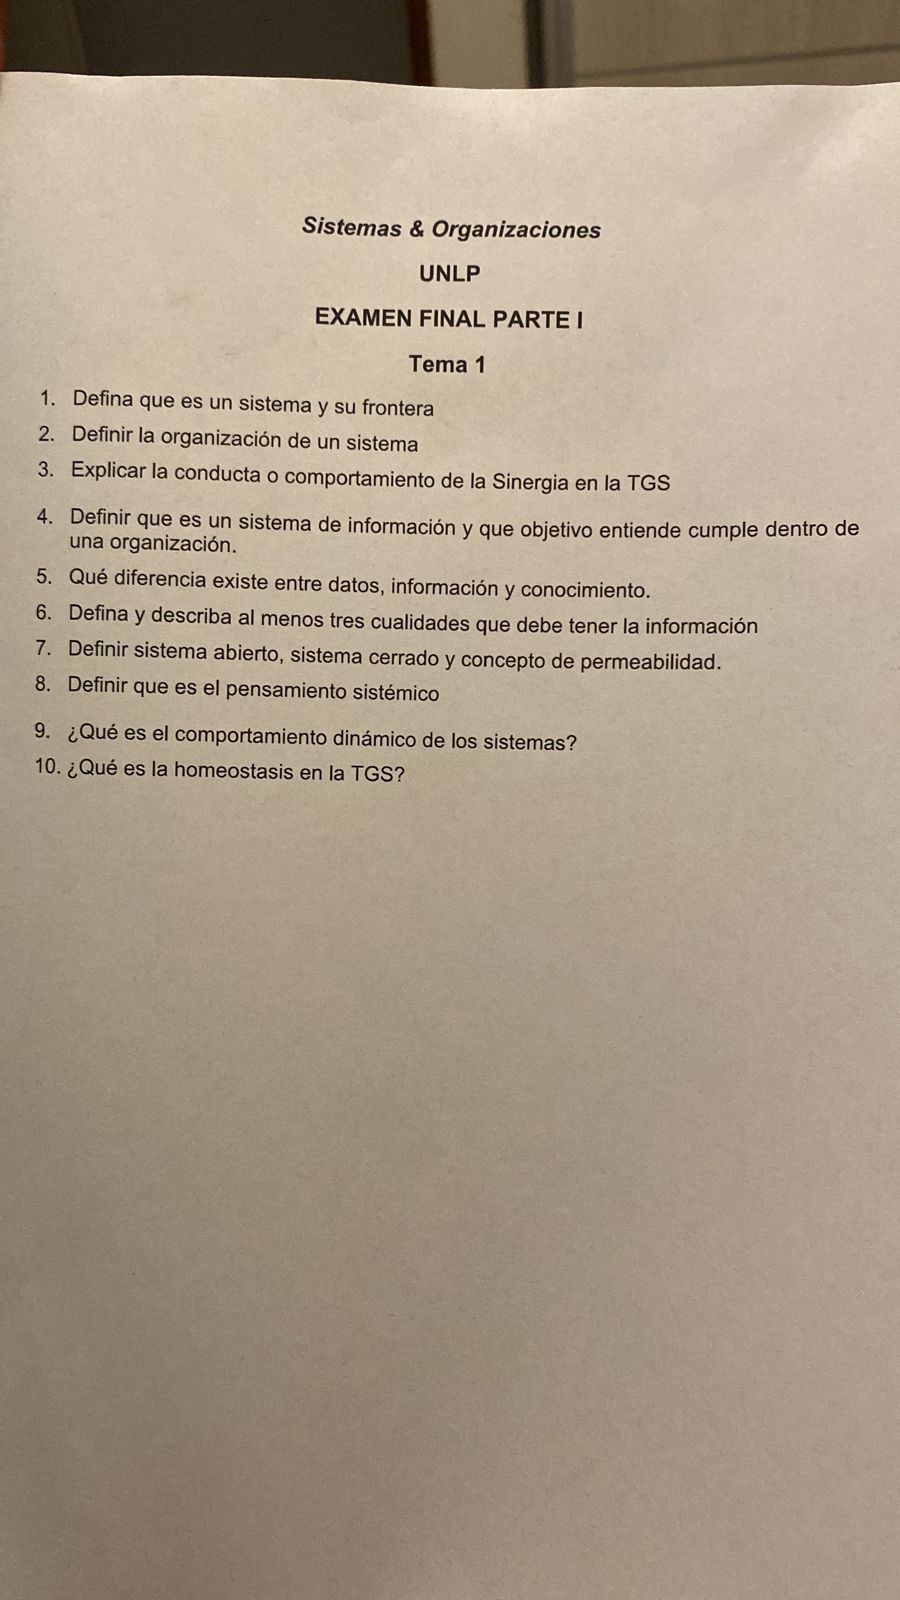 Sistemas & Organizaciones
UNLP
EXAMEN FINAL PARTE I
Tema 1
1. Defina que es un sistema y su frontera
2. Definir la organización de un sistema
3. Explicar la conducta o comportamiento de la Sinergia en la TGS
4. Definir que es un sistema de información y que objetivo entiende cumple dentro de
una organización.
5. Qué diferencia existe entre datos, información y conocimiento.
6. Defina y describa al menos tres cualidades que debe tener la información
7. Definir sistema abierto, sistema cerrado y concepto de permeabilidad.
8. Definir que es el pensamiento sistémico
9. ¿Qué es el comportamiento dinámico de los sistemas?
10. ¿Qué es la homeostasis en la TGS?